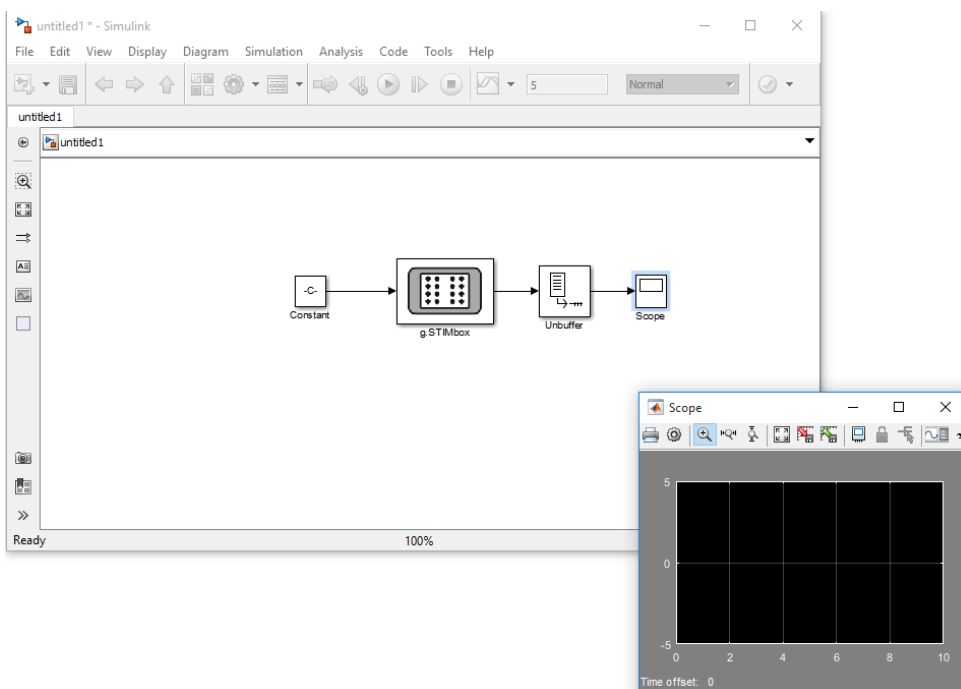 untitled1 * - Simulink
File Edit View Display Diagram Simulation Analysis Code Tools Help
5 Normal
untitled1
untitled1
-C-
Constant
g.STIMbox
Unbuffer
Scope
Ready 100%
Scope
5
0
-5
0 2 4 6 8 10
Time offset: 0